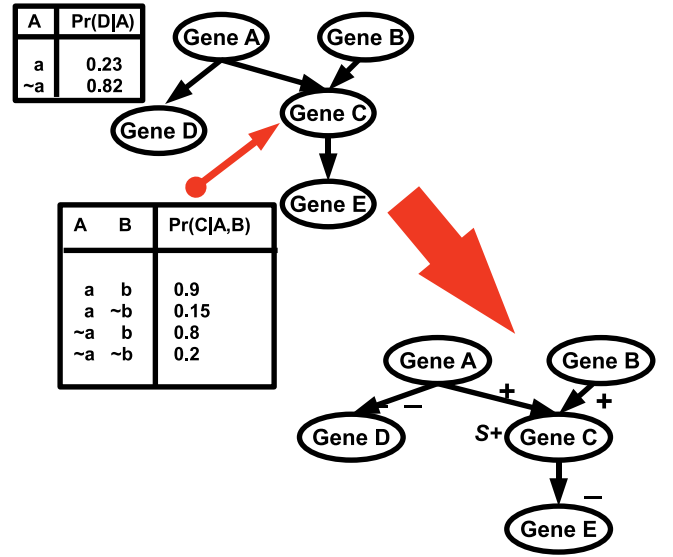 A Pr(D|A)
a 0.23
~a 0.82
Gene A
Gene B
Gene D
Gene C
Gene E
A B Pr(C|A,B)
a b 0.9
a ~b 0.15
~a b 0.8
~a ~b 0.2
Gene A
Gene B
– – + +
Gene D
S+ Gene C
–
Gene E